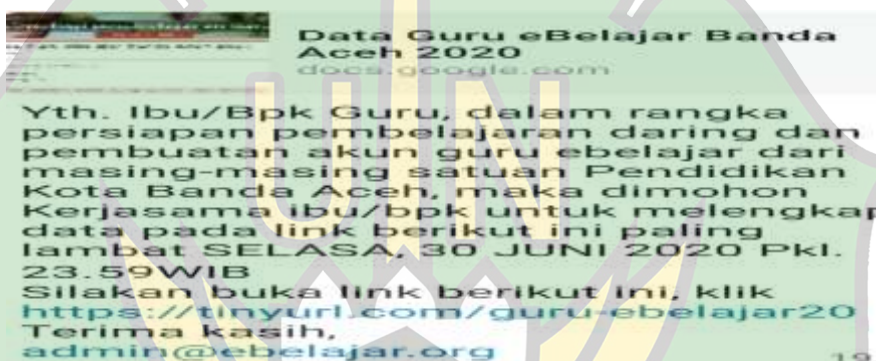 Data Guru eBelajar Banda
Aceh 2020
docs.google.com
Yth. Ibu/Bpk Guru, dalam rangka
persiapan pembelajaran daring dan
pembuatan akun guru ebelajar dari
masing-masing satuan Pendidikan
Kota Banda Aceh, maka dimohon
Kerjasama ibu/bpk untuk melengkap
data pada link berikut ini paling
lambat SELASA, 30 JUNI 2020 Pkl.
23.59WIB
Silakan buka link berikut ini, klik
https://tinyurl.com/guru-ebelajar20
Terima kasih,
admin@ebelajar.org
19
UIN